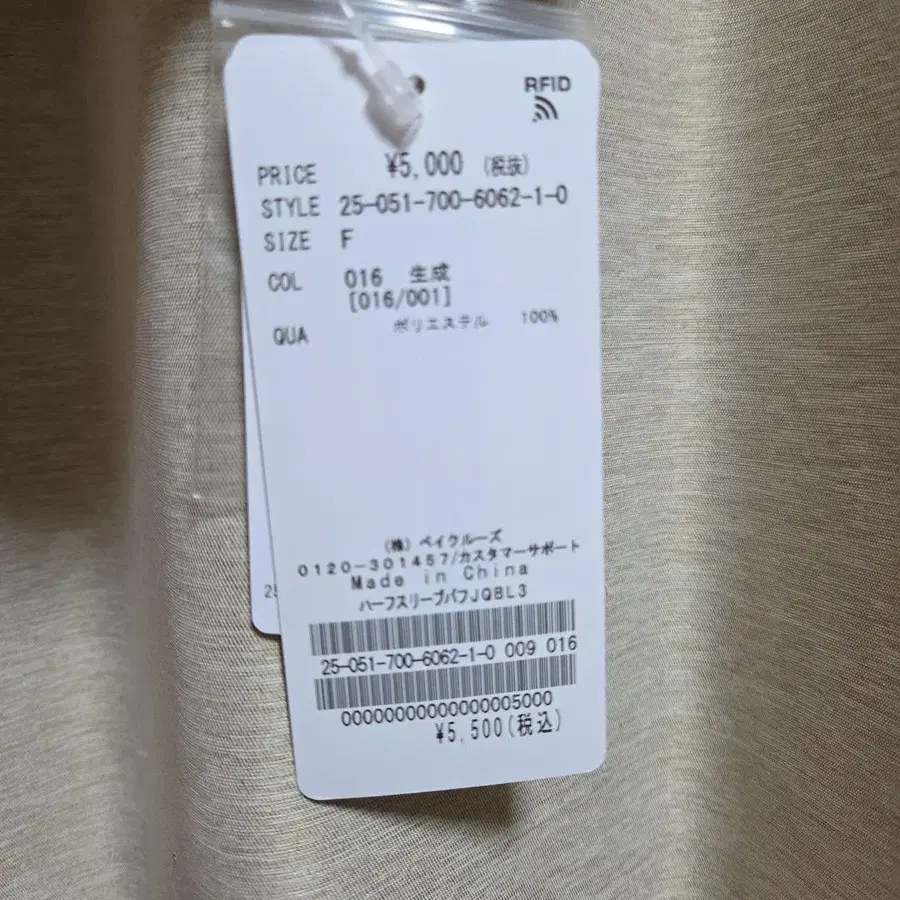 RFID
PRICE ¥5,000 (税抜)
STYLE 25-051-700-6062-1-0
SIZE F
COL 016 生成
[016/001]
QUA ポリエステル 100%
(株) ベイクルーズ
0120-301457/カスタマーサポート
Made in China
ハーフスリーブパフJQBL3
25-051-700-6062-1-0 009 016
00000000000000005000
¥5,500(税込)
25